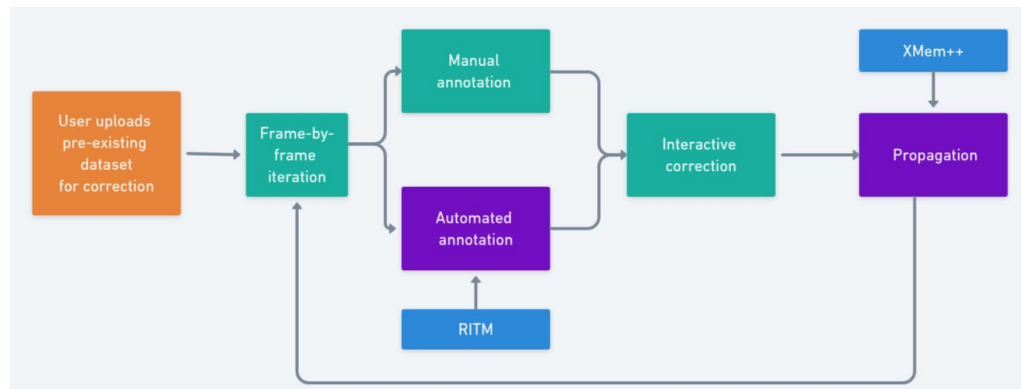 User uploads
pre-existing
dataset
for correction
Frame-by-
frame
iteration
Manual
annotation
Automated
annotation
RITM
Interactive
correction
XMem++
Propagation